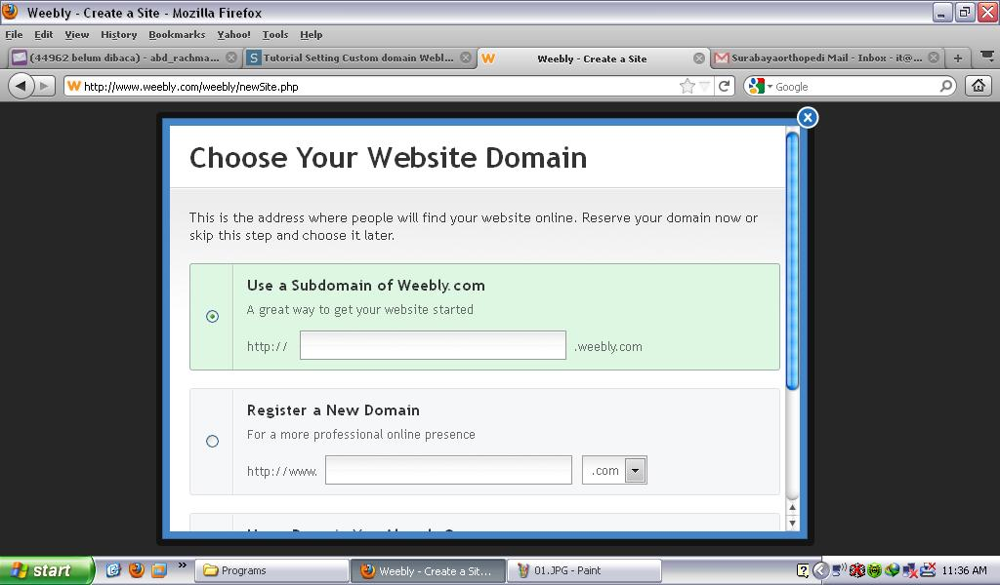 Weebly - Create a Site - Mozilla Firefox
File Edit View History Bookmarks Yahoo! Tools Help
(44962 belum dibaca) - abd_rachma...
S Tutorial Setting Custom domain Webl...
Weebly - Create a Site
Surabayaorthopedi Mail - Inbox - it@...
http://www.weebly.com/weebly/newSite.php
Google
Choose Your Website Domain
This is the address where people will find your website online. Reserve your domain now or
skip this step and choose it later.
Use a Subdomain of Weebly.com
A great way to get your website started
http:// .weebly.com
Register a New Domain
For a more professional online presence
http://www. .com
start
Programs
Weebly - Create a Sit...
01.JPG - Paint
11:36 AM